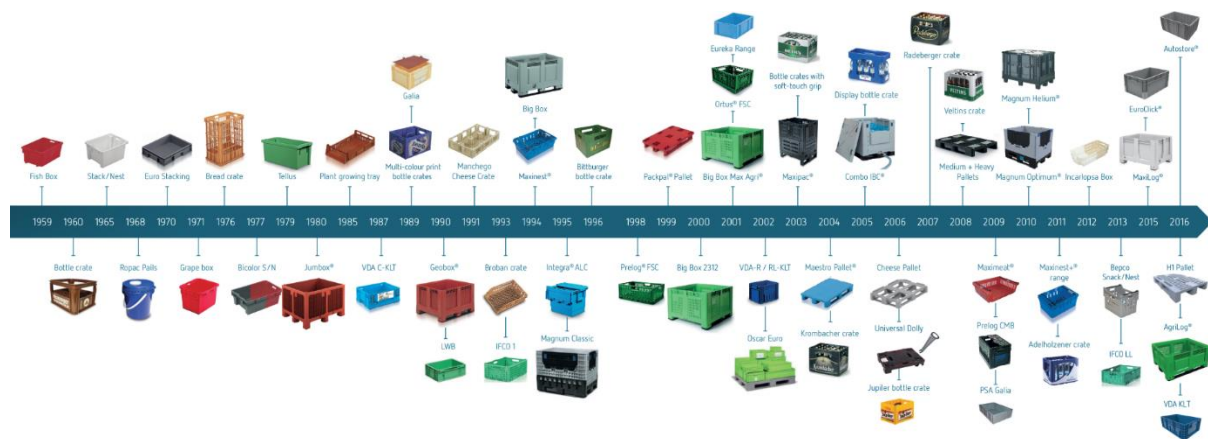 Eureka Range
Bottle crates with
soft-touch grip
Radeberger crate
Autostore®
Galia
Big Box
Ortus® FSC
Display bottle crate
Veltins crate
Magnum Helium®
EuroClick®
Fish Box
Stack/Nest
Euro Stacking
Bread crate
Tellus
Plant growing tray
Multi-colour print
bottle crates
Manchego
Cheese Crate
Maxinest®
Bittburger
bottle crate
Packpal® Pallet
Big Box Max Agri®
Maxipac®
Combo IBC®
Medium + Heavy
Pallets
Magnum Optimum®
Incarlopsa Box
MaxiLog®
1959 1960 1965 1968 1970 1971 1976 1977 1979 1980 1985 1987 1989 1990 1991 1993 1994 1995 1996 1998 1999 2000 2001 2002 2003 2004 2005 2006 2007 2008 2009 2010 2011 2012 2013 2015 2016
Bottle crate
Ropac Pails
Grape box
Bicolor S/N
Jumbox®
VDA C-KLT
Geobox®
Broban crate
Integra® ALC
Prelog® FSC
Big Box 2312
VDA-R / RL-KLT
Maestro Pallet®
Cheese Pallet
Maximeat®
Maxinest+®
range
Bepco
Stack/Nest
H1 Pallet
LWB
IFCO 1
Magnum Classic
Oscar Euro
Krombacher crate
Universal Dolly
Prelog CMB
Adelholzener crate
IFCO LL
AgriLog®
Jupiler bottle crate
PSA Galia
VDA KLT